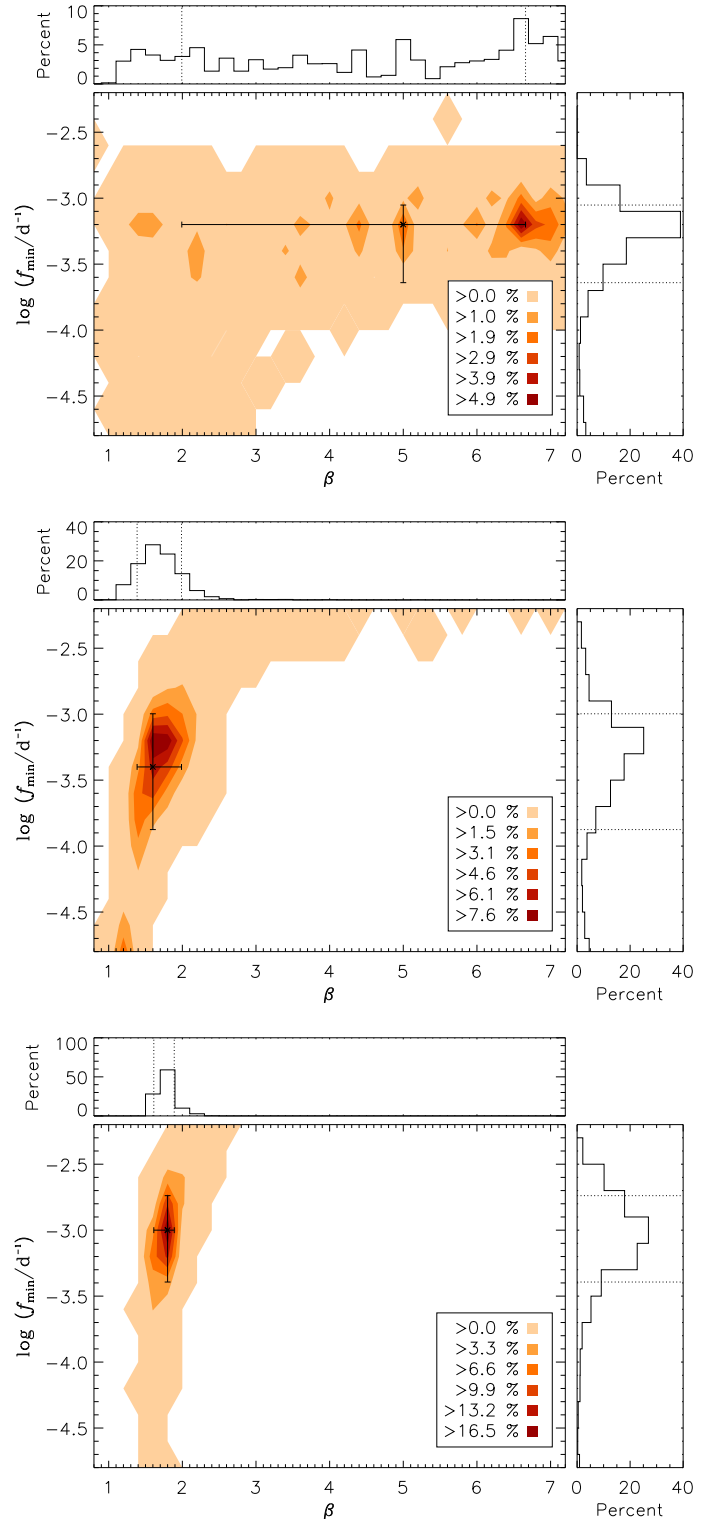 10
5
0
Percent
-2.5
-3.0
-3.5
-4.0
-4.5
log (f_min/d⁻¹)
>0.0 %
>1.0 %
>1.9 %
>2.9 %
>3.9 %
>4.9 %
1 2 3 4 5 6 7
β
0 20 40
Percent
40
20
0
Percent
-2.5
-3.0
-3.5
-4.0
-4.5
log (f_min/d⁻¹)
>0.0 %
>1.5 %
>3.1 %
>4.6 %
>6.1 %
>7.6 %
1 2 3 4 5 6 7
β
0 20 40
Percent
100
50
0
Percent
-2.5
-3.0
-3.5
-4.0
-4.5
log (f_min/d⁻¹)
>0.0 %
>3.3 %
>6.6 %
>9.9 %
>13.2 %
>16.5 %
1 2 3 4 5 6 7
β
0 20 40
Percent